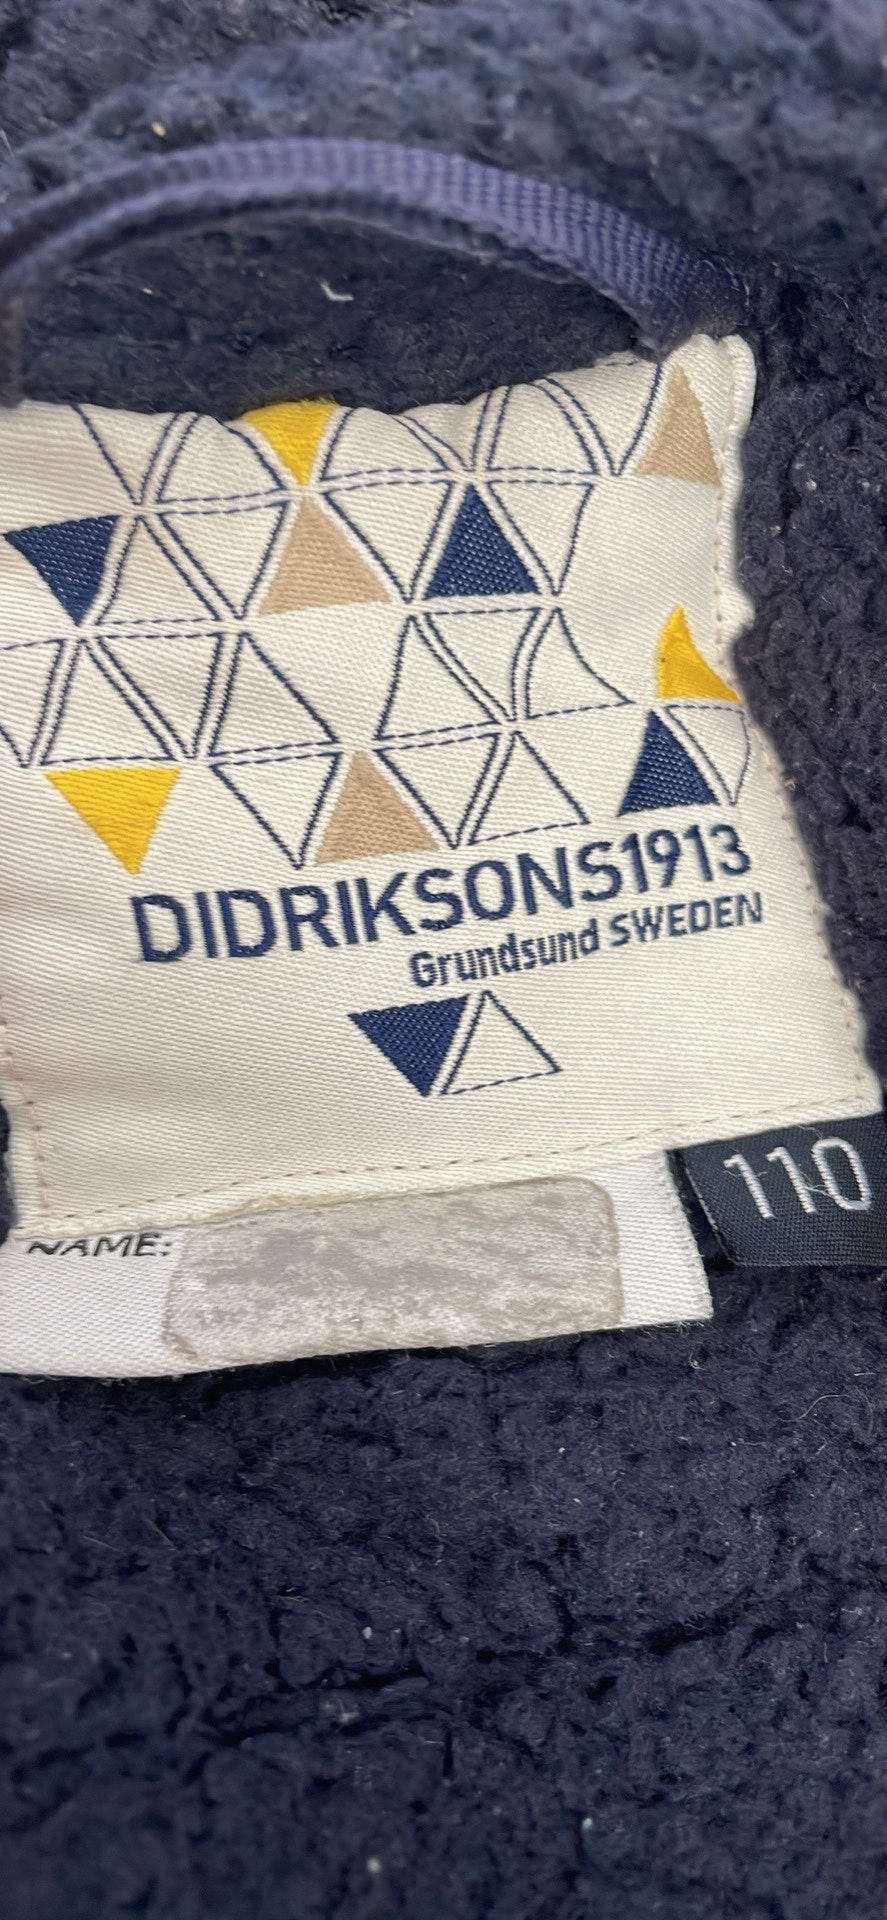 DIDRIKSONS1913
Grundsund SWEDEN
110
NAME: